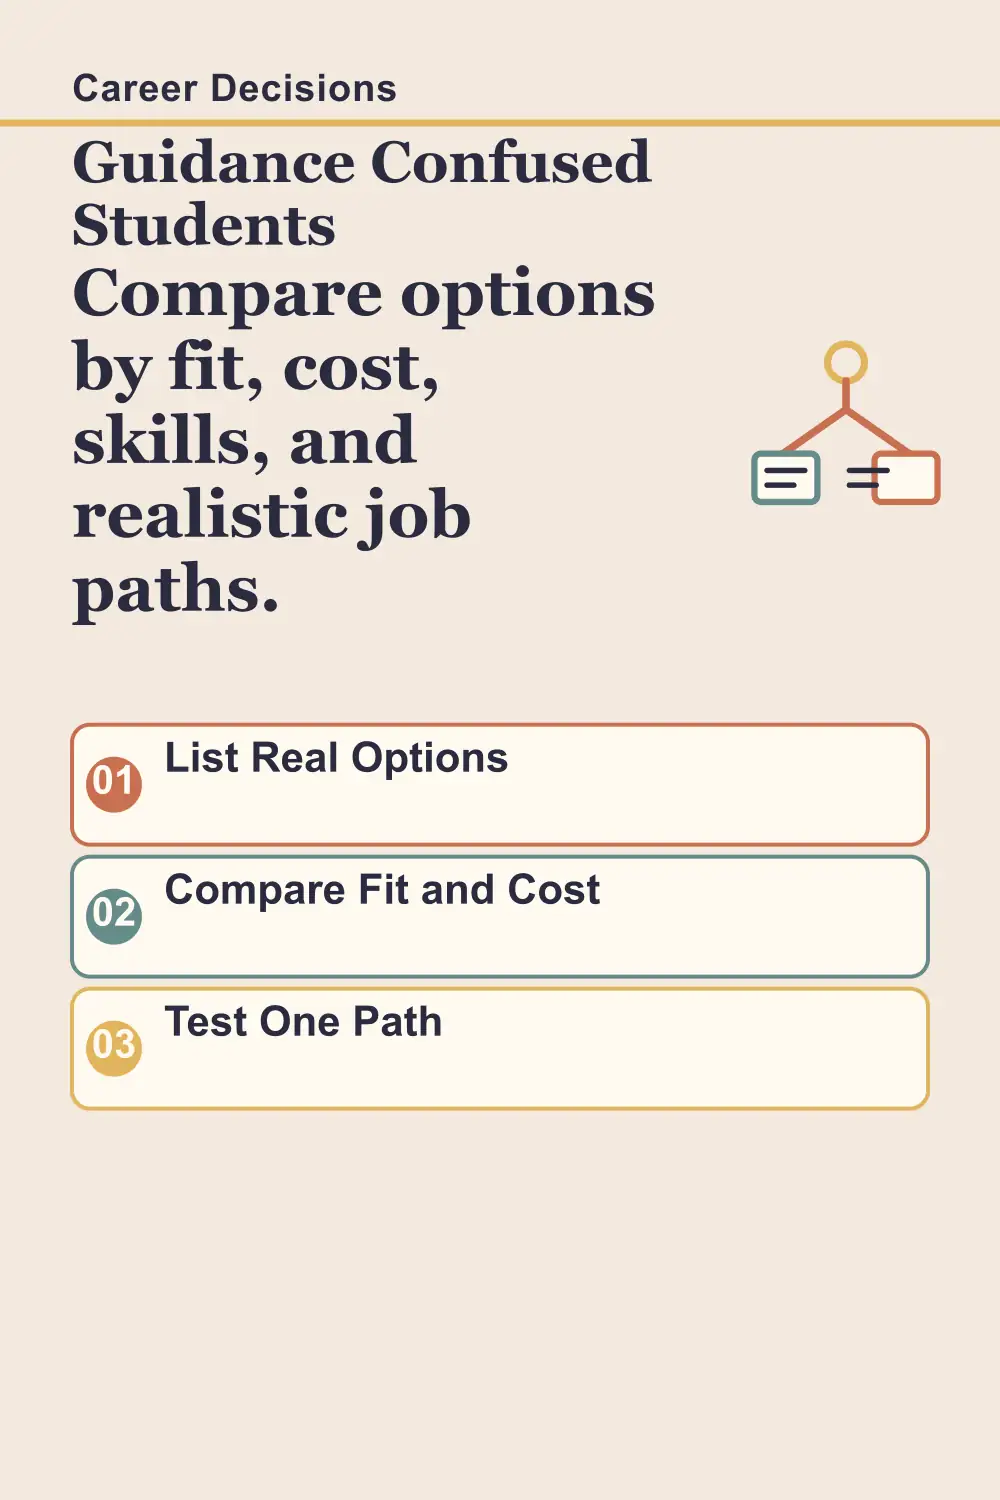 Career Decisions
Guidance Confused
Students
Compare options
by fit, cost,
skills, and
realistic job
paths.
01
List Real Options
02
Compare Fit and Cost
03
Test One Path